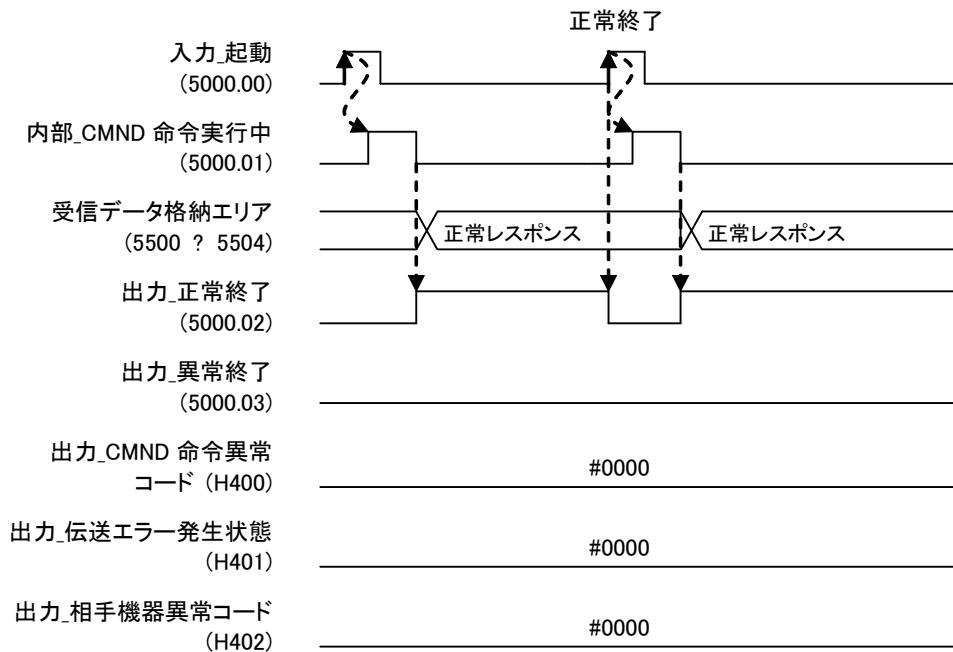 正常終了
入力_起動
(5000.00)
内部_CMND 命令実行中
(5000.01)
受信データ格納エリア
(5500 ? 5504)
正常レスポンス
正常レスポンス
出力_正常終了
(5000.02)
出力_異常終了
(5000.03)
出力_CMND 命令異常
コード (H400)
#0000
出力_伝送エラー発生状態
(H401)
#0000
出力_相手機器異常コード
(H402)
#0000